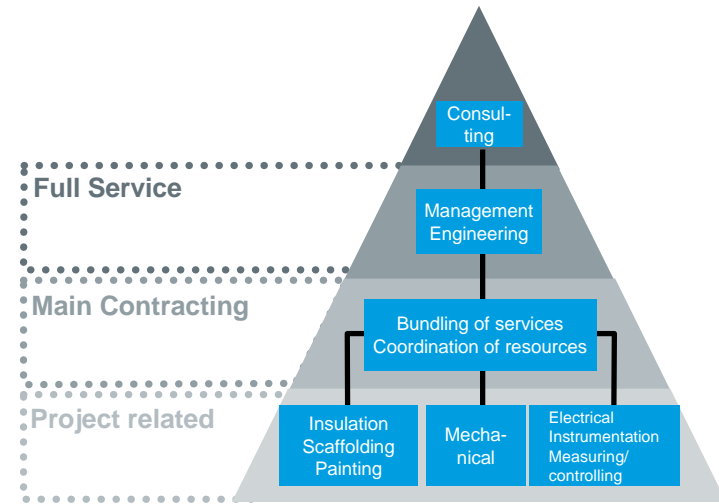 Consul-
ting
Full Service
Management
Engineering
Main Contracting
Bundling of services
Coordination of resources
Project related
Insulation
Scaffolding
Painting
Mecha-
nical
Electrical
Instrumentation
Measuring/
controlling